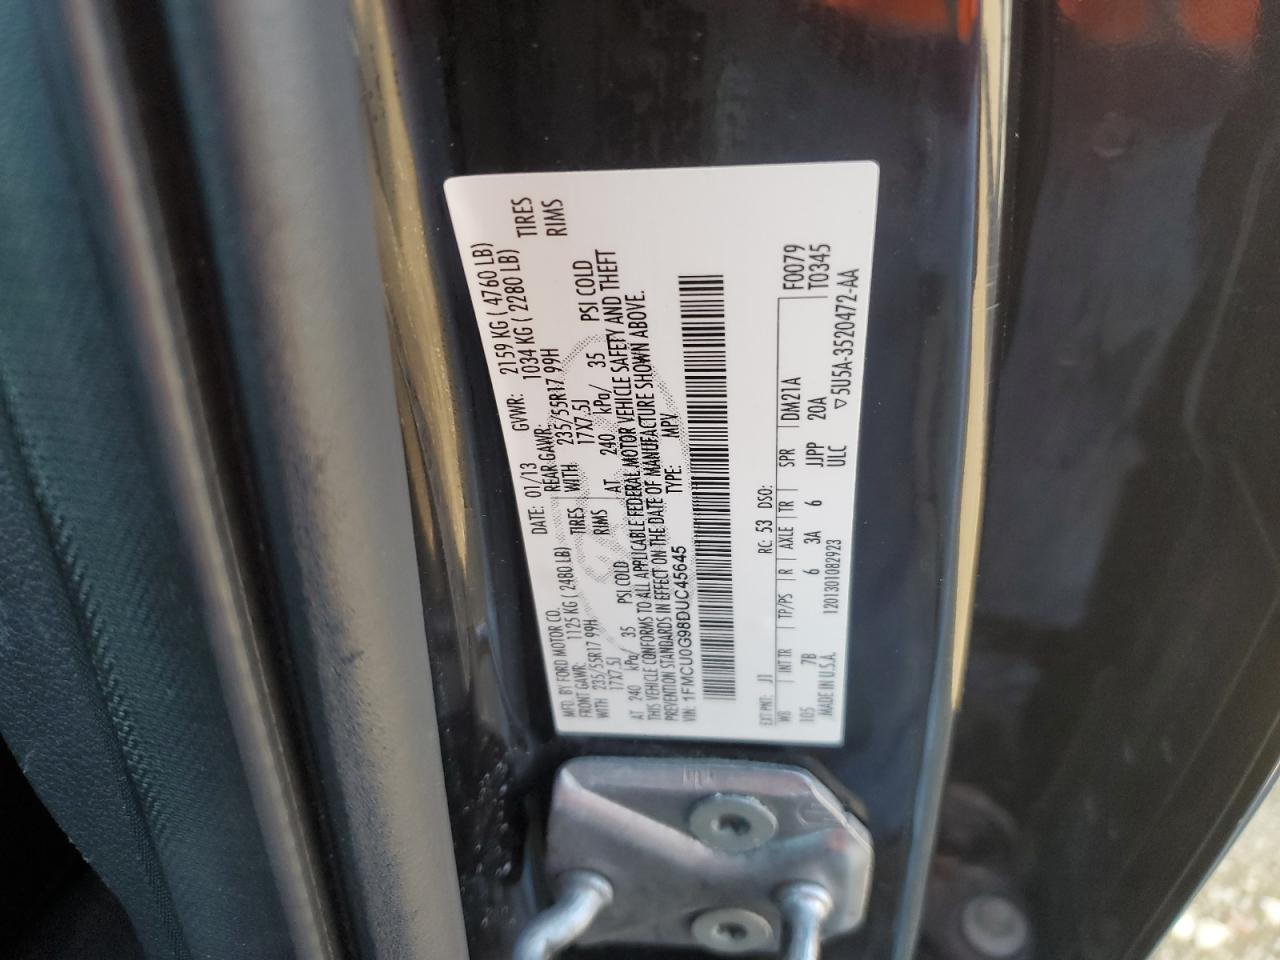 MFD. BY FORD MOTOR CO.
DATE: 01/13 GVWR: 2159 KG ( 4760 LB)
FRONT GAWR: 1125 KG ( 2480 LB) REAR GAWR: 1034 KG ( 2280 LB)
WITH 235/55R17 99H TIRES WITH 235/55R17 99H TIRES
17X7.5J RIMS 17X7.5J RIMS
AT 240 kPa/ 35 PSI COLD AT 240 kPa/ 35 PSI COLD
THIS VEHICLE CONFORMS TO ALL APPLICABLE FEDERAL MOTOR VEHICLE SAFETY AND THEFT
PREVENTION STANDARDS IN EFFECT ON THE DATE OF MANUFACTURE SHOWN ABOVE.
VIN: 1FMCU0G98DUC45645 TYPE: MPV
EXT PNT: J1 RC: 53 DSO: F0079
WB INT TR TP/PS R AXLE TR SPR DM21A T0345
105 7B 6 3A 6 JJPP 20A
MADE IN U.S.A. 1201301082923 ULC ▽5U5A-3520472-AA